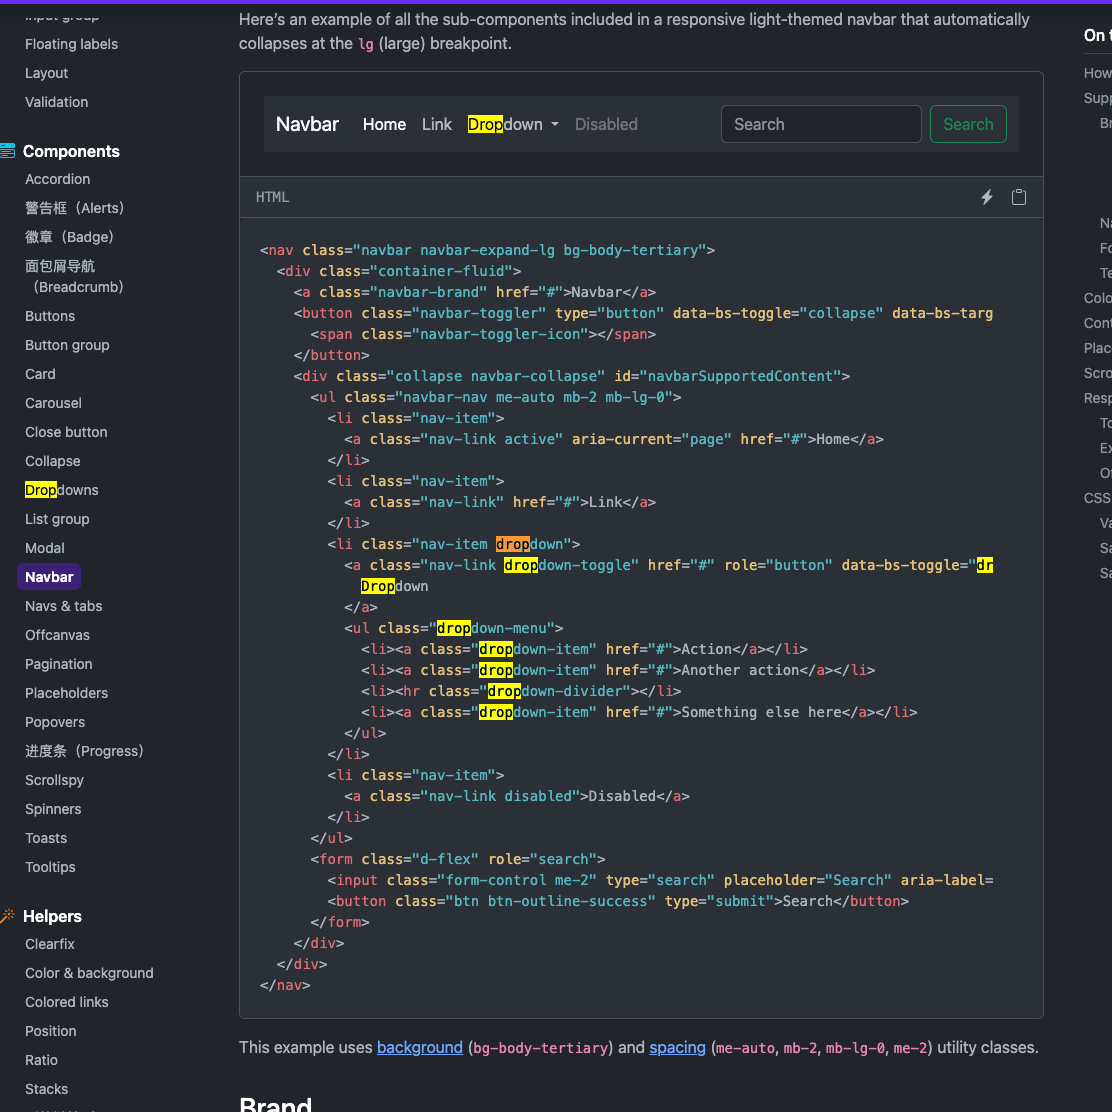 Input group
Floating labels
Layout
Validation
Components
Accordion
警告框（Alerts）
徽章（Badge）
面包屑导航
（Breadcrumb）
Buttons
Button group
Card
Carousel
Close button
Collapse
Dropdowns
List group
Modal
Navbar
Navs & tabs
Offcanvas
Pagination
Placeholders
Popovers
进度条（Progress）
Scrollspy
Spinners
Toasts
Tooltips
Helpers
Clearfix
Color & background
Colored links
Position
Ratio
Stacks
Here's an example of all the sub-components included in a responsive light-themed navbar that automatically
collapses at the lg (large) breakpoint.
Navbar Home Link Dropdown Disabled Search Search
HTML
<nav class="navbar navbar-expand-lg bg-body-tertiary">
<div class="container-fluid">
<a class="navbar-brand" href="#">Navbar</a>
<button class="navbar-toggler" type="button" data-bs-toggle="collapse" data-bs-targ
<span class="navbar-toggler-icon"></span>
</button>
<div class="collapse navbar-collapse" id="navbarSupportedContent">
<ul class="navbar-nav me-auto mb-2 mb-lg-0">
<li class="nav-item">
<a class="nav-link active" aria-current="page" href="#">Home</a>
</li>
<li class="nav-item">
<a class="nav-link" href="#">Link</a>
</li>
<li class="nav-item dropdown">
<a class="nav-link dropdown-toggle" href="#" role="button" data-bs-toggle="dr
Dropdown
</a>
<ul class="dropdown-menu">
<li><a class="dropdown-item" href="#">Action</a></li>
<li><a class="dropdown-item" href="#">Another action</a></li>
<li><hr class="dropdown-divider"></li>
<li><a class="dropdown-item" href="#">Something else here</a></li>
</ul>
</li>
<li class="nav-item">
<a class="nav-link disabled">Disabled</a>
</li>
</ul>
<form class="d-flex" role="search">
<input class="form-control me-2" type="search" placeholder="Search" aria-label=
<button class="btn btn-outline-success" type="submit">Search</button>
</form>
</div>
</div>
</nav>
This example uses background (bg-body-tertiary) and spacing (me-auto, mb-2, mb-lg-0, me-2) utility classes.
Brand
On t
How
Supp
Br
Na
Fo
Te
Colo
Cont
Plac
Scro
Resp
To
Ex
Of
CSS
Va
Sa
Sa